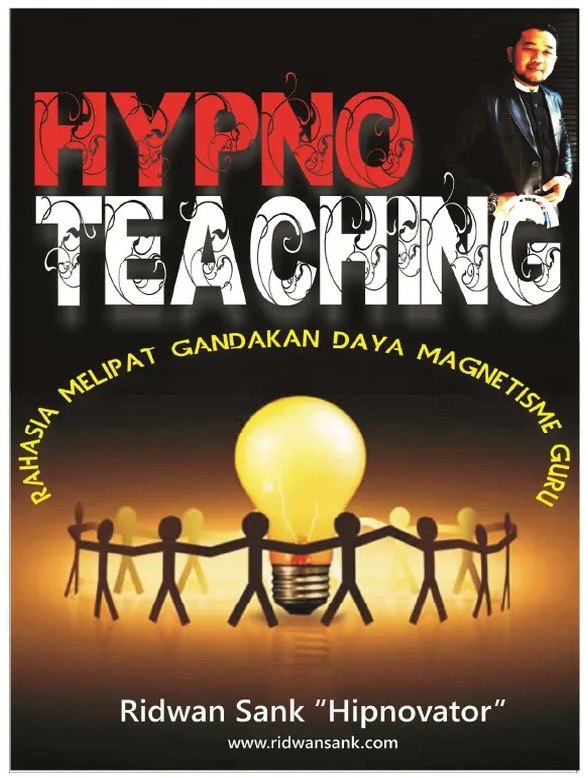 HYPNO
TEACHING
RAHASIA MELIPAT GANDAKAN DAYA MAGNETISME GURU
Ridwan Sank “Hipnovator”
www.ridwansank.com